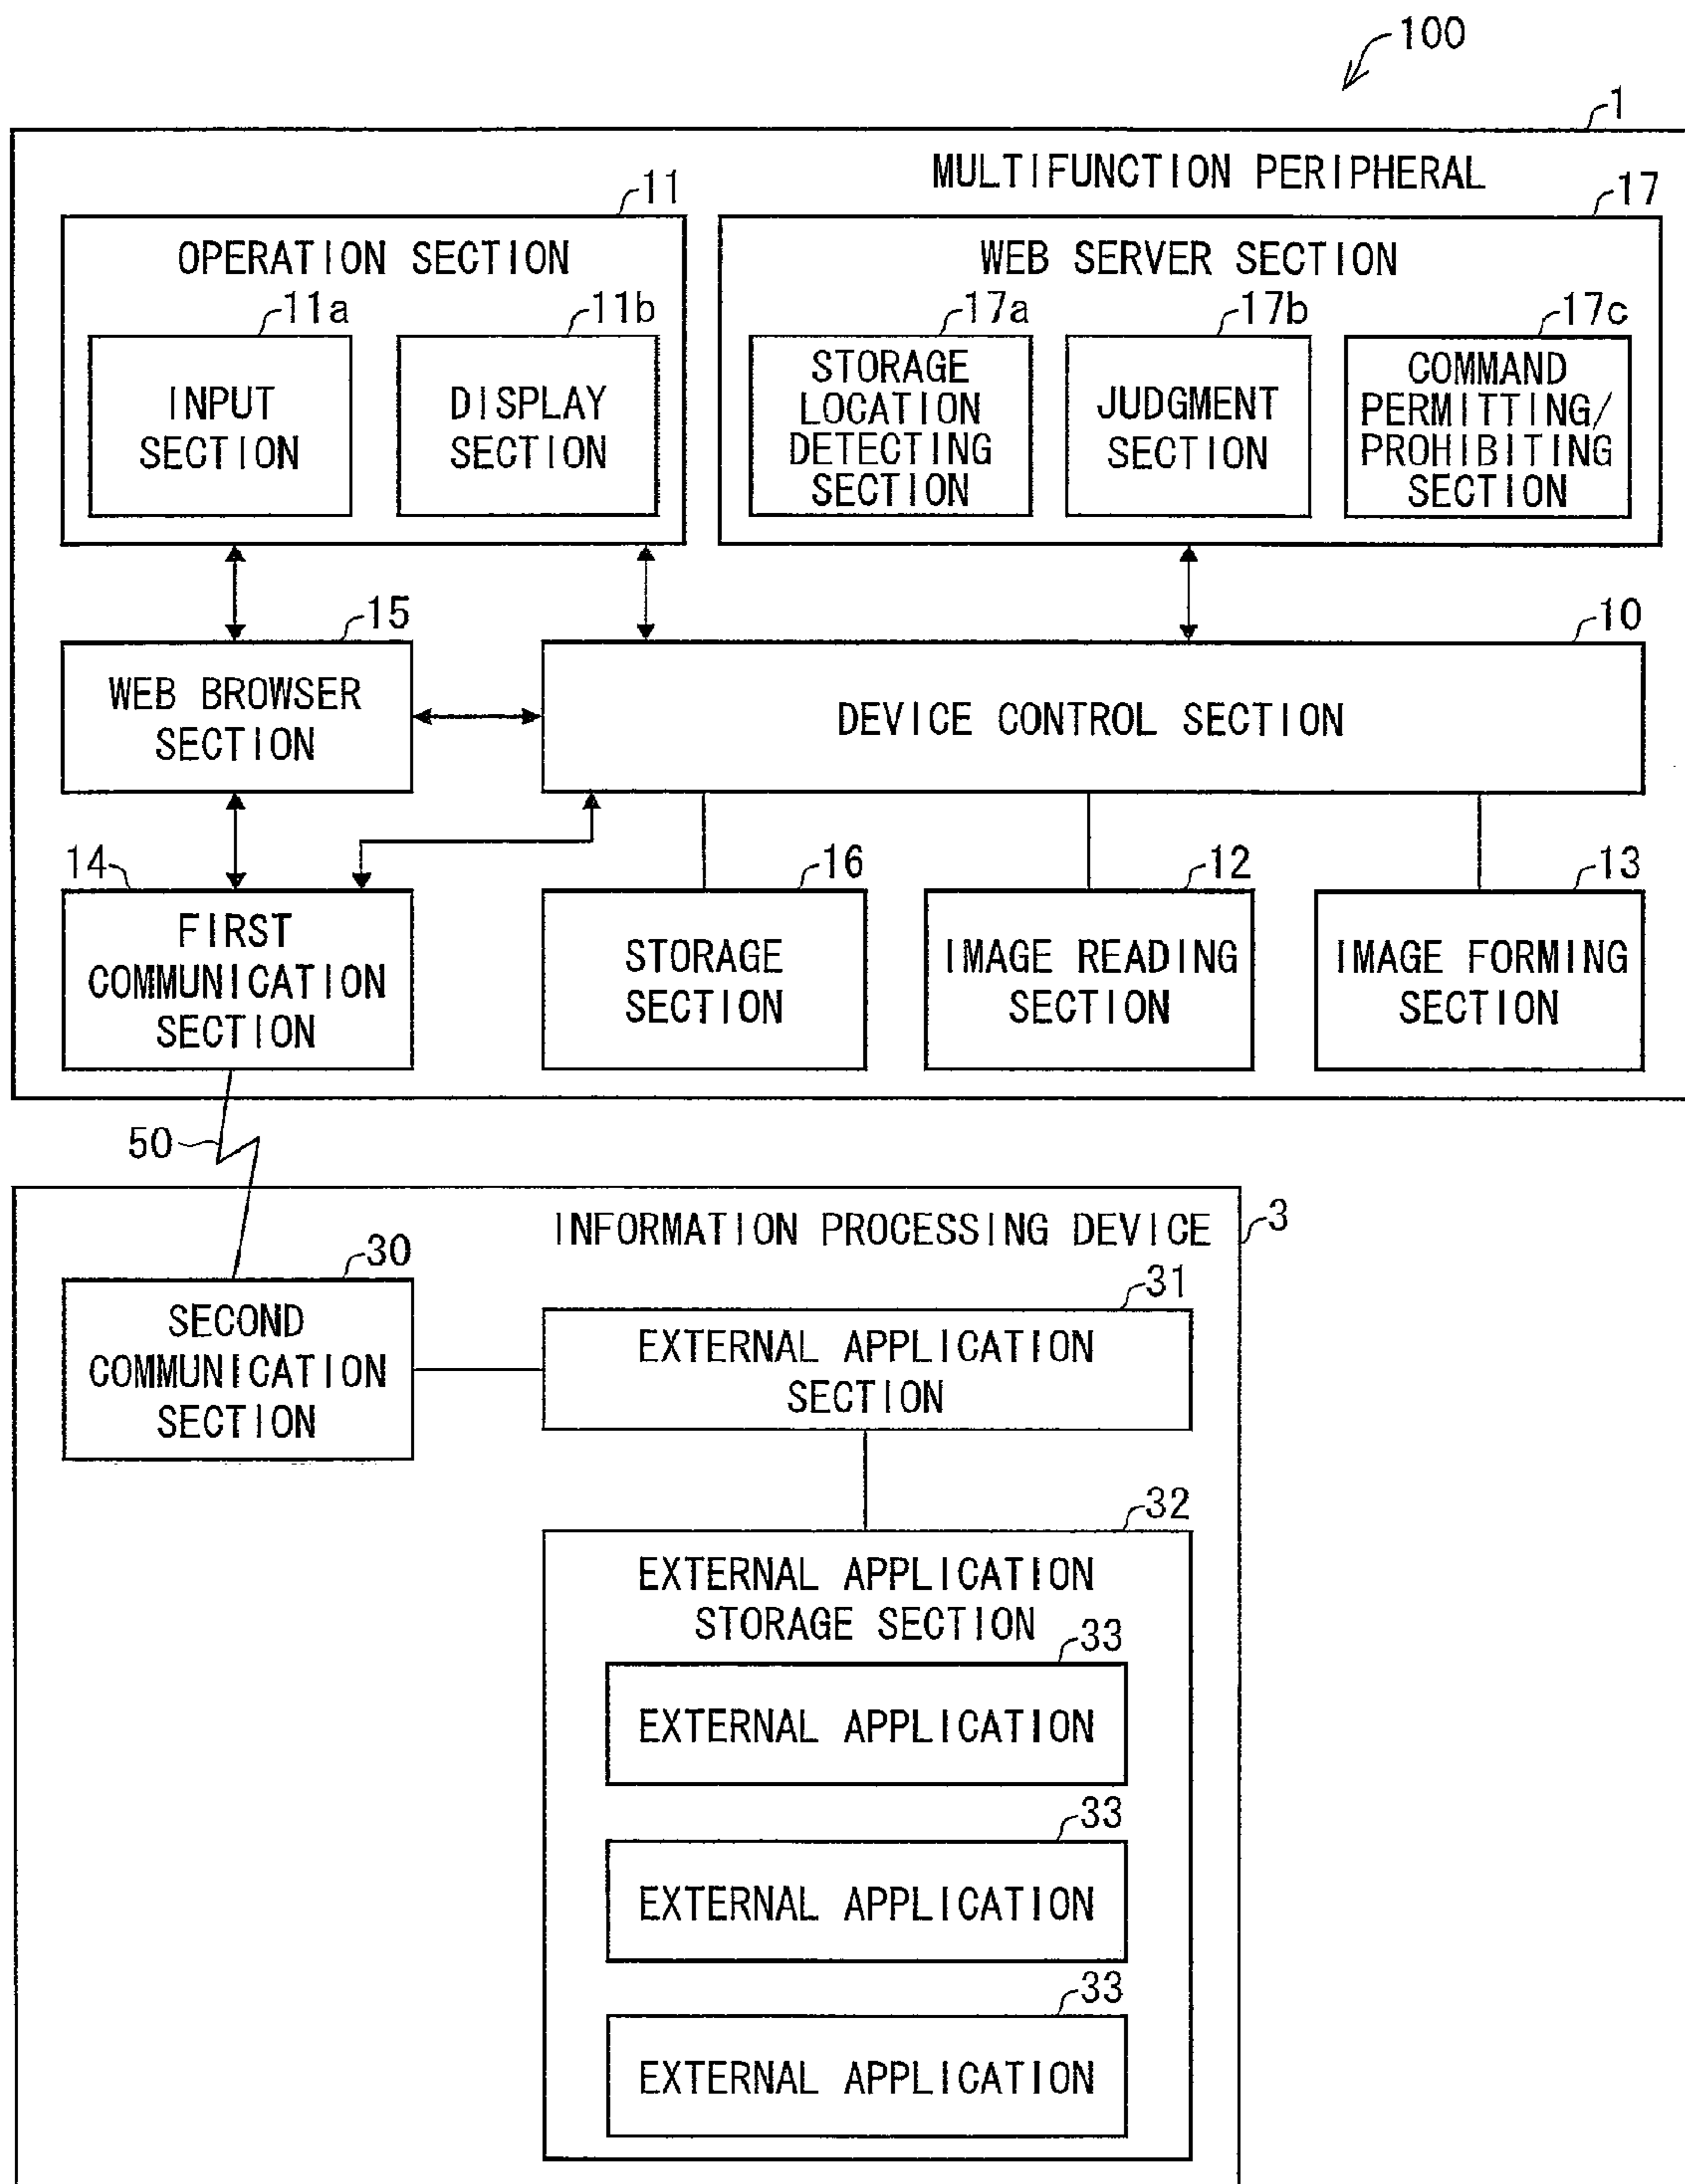 100
1
MULTIFUNCTION PERIPHERAL
11
OPERATION SECTION
11a
INPUT
SECTION
11b
DISPLAY
SECTION
17
WEB SERVER SECTION
17a
STORAGE
LOCATION
DETECTING
SECTION
17b
JUDGMENT
SECTION
17c
COMMAND
PERMITTING/
PROHIBITING
SECTION
15
WEB BROWSER
SECTION
10
DEVICE CONTROL SECTION
14
FIRST
COMMUNICATION
SECTION
16
STORAGE
SECTION
12
IMAGE READING
SECTION
13
IMAGE FORMING
SECTION
50
INFORMATION PROCESSING DEVICE
3
30
SECOND
COMMUNICATION
SECTION
31
EXTERNAL APPLICATION
SECTION
32
EXTERNAL APPLICATION
STORAGE SECTION
33
EXTERNAL APPLICATION
33
EXTERNAL APPLICATION
33
EXTERNAL APPLICATION